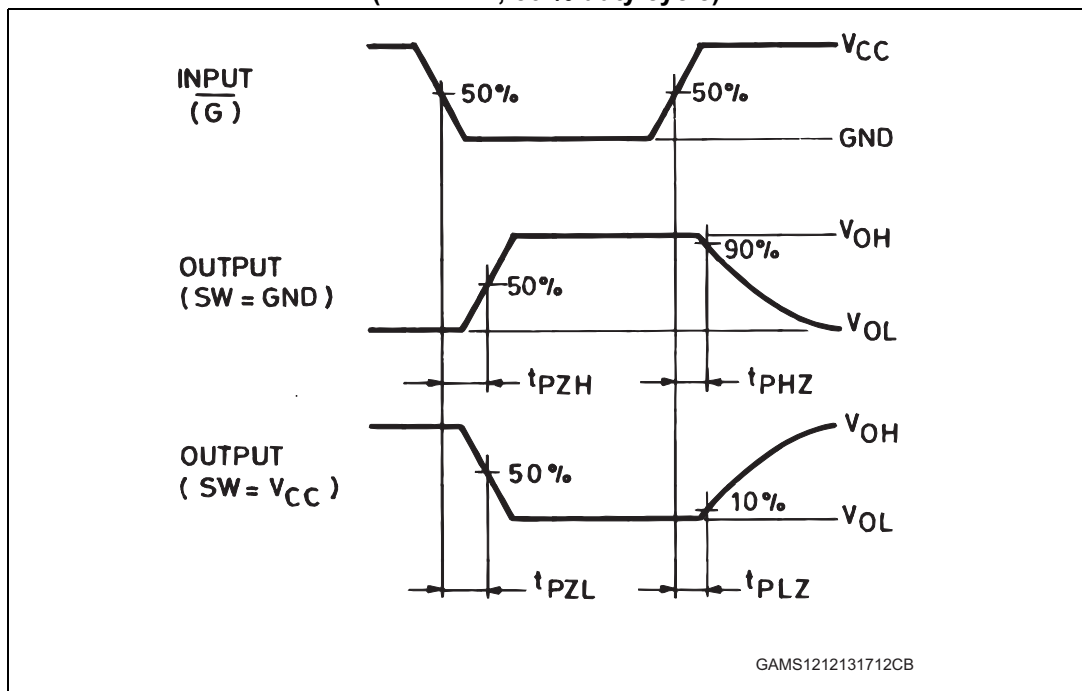 VCC
INPUT
(G)
50%
50%
GND
VOH
90%
OUTPUT
(SW = GND)
50%
VOL
tPZH
tPHZ
VOH
OUTPUT
(SW = VCC)
50%
10%
VOL
tPZL
tPLZ
GAMS1212131712CB